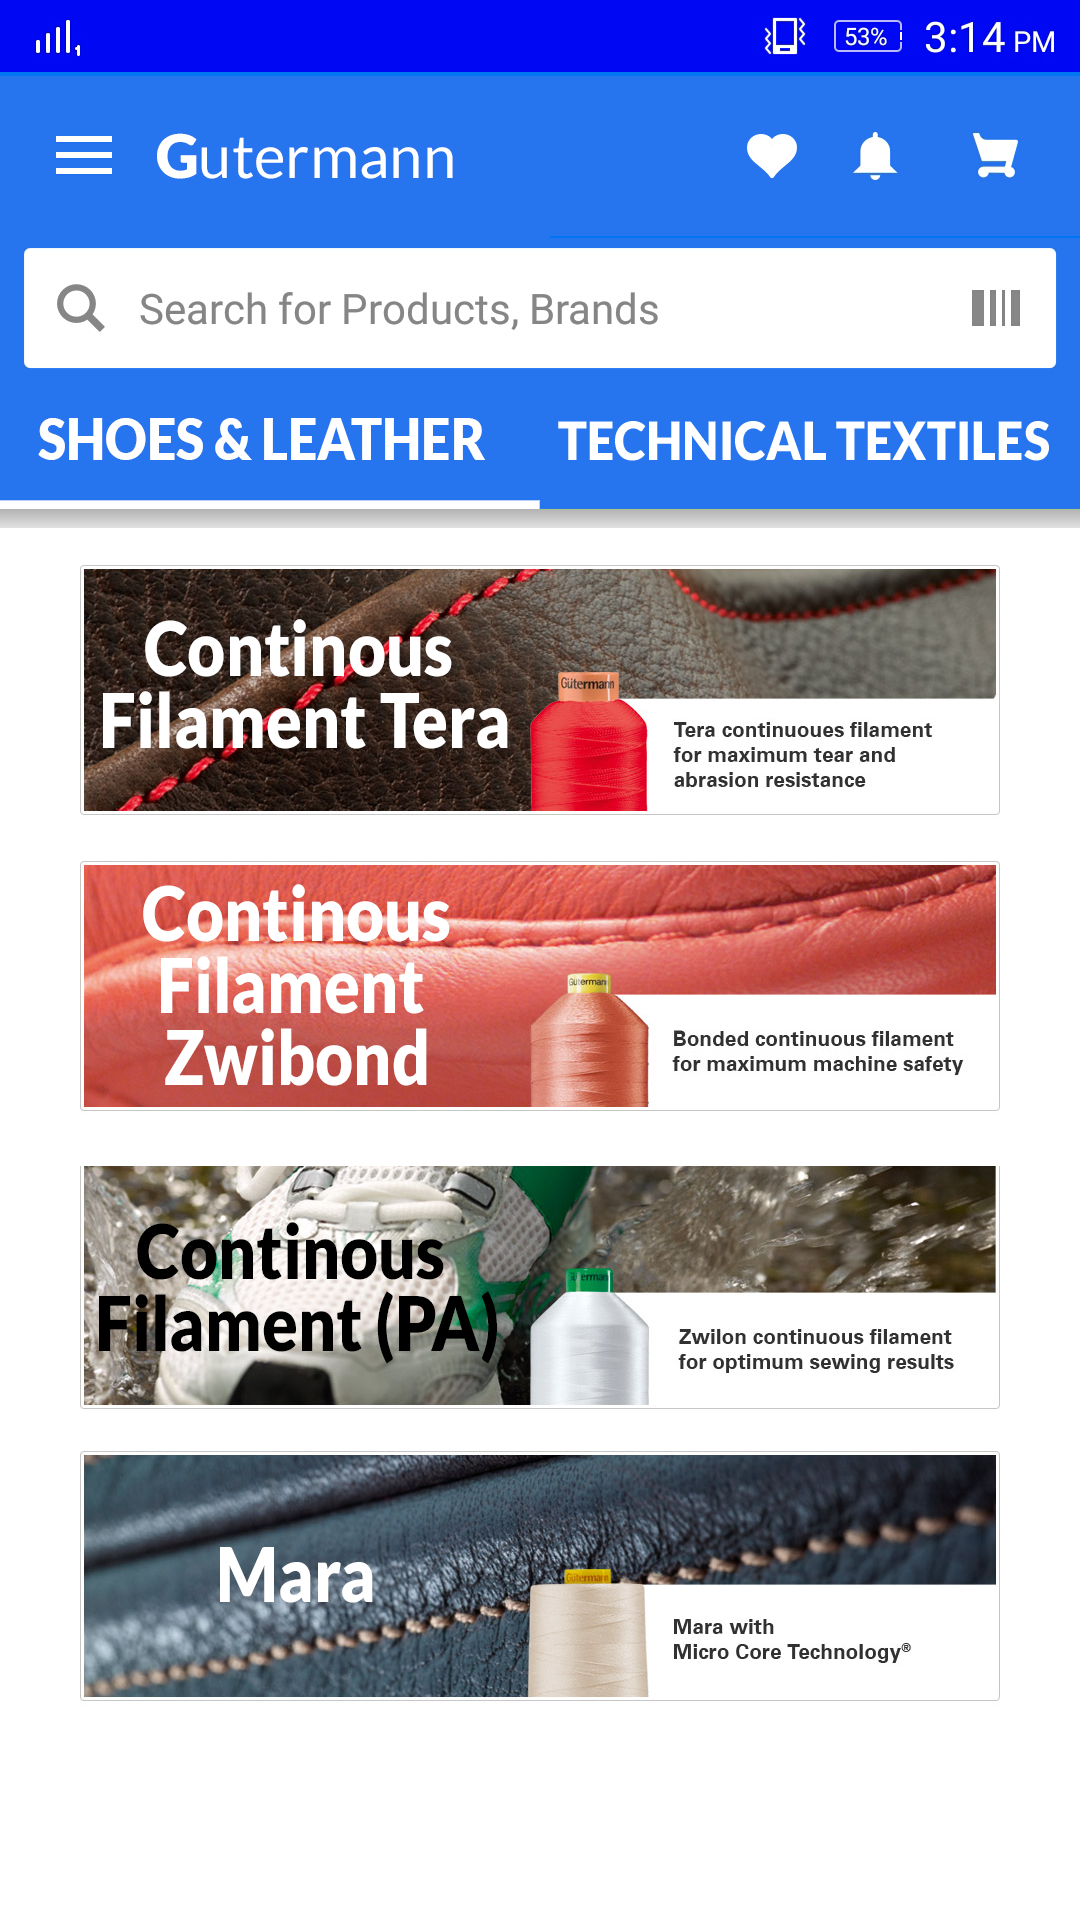 53% 3:14 PM
Gutermann
Search for Products, Brands
SHOES & LEATHER TECHNICAL TEXTILES
Continous
Filament Tera
Gütermann
Tera continuoues filament
for maximum tear and
abrasion resistance
Continous
Filament
Zwibond
Gütermann
Bonded continuous filament
for maximum machine safety
Continous
Filament (PA)
Gütermann
Zwilon continuous filament
for optimum sewing results
Mara
Gütermann
Mara with
Micro Core Technology®